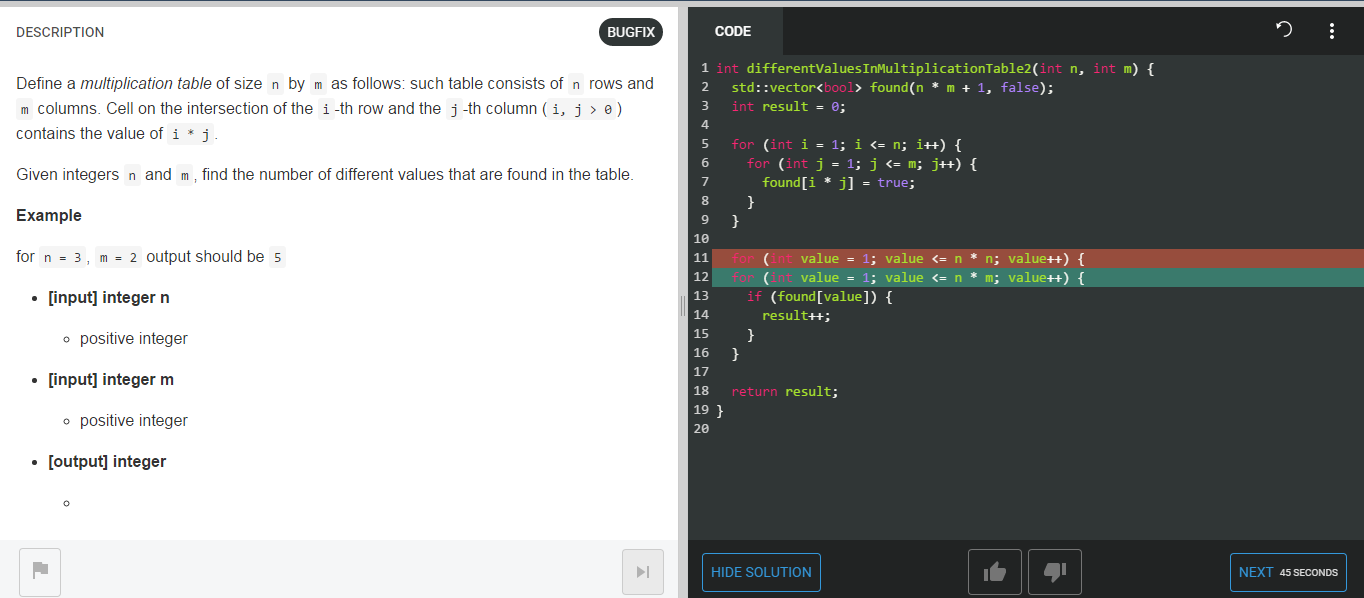 DESCRIPTION
BUGFIX
Define a multiplication table of size n by m as follows: such table consists of n rows and
m columns. Cell on the intersection of the i -th row and the j -th column ( i, j > 0 )
contains the value of i * j .
Given integers n and m , find the number of different values that are found in the table.
Example
for n = 3 , m = 2 output should be 5
• [input] integer n
◦ positive integer
• [input] integer m
◦ positive integer
• [output] integer
◦
CODE
1 int differentValuesInMultiplicationTable2(int n, int m) {
2 std::vector<bool> found(n * m + 1, false);
3 int result = 0;
4
5 for (int i = 1; i <= n; i++) {
6 for (int j = 1; j <= m; j++) {
7 found[i * j] = true;
8 }
9 }
10
11 for (int value = 1; value <= n * n; value++) {
12 for (int value = 1; value <= n * m; value++) {
13 if (found[value]) {
14 result++;
15 }
16 }
17
18 return result;
19 }
20
HIDE SOLUTION
NEXT 45 SECONDS